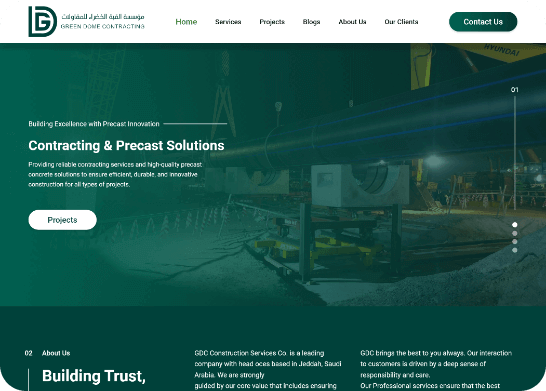 مؤسسة القبة الخضراء للمقاولات
GREEN DOME CONTRACTING
Home
Services
Projects
Blogs
About Us
Our Clients
Contact Us
HYUNDAI
01
Building Excellence with Precast Innovation
Contracting & Precast Solutions
Providing reliable contracting services and high-quality precast
concrete solutions to ensure efficient, durable, and innovative
construction for all types of projects.
Projects
02 About Us
Building Trust,
GDC Construction Services Co. is a leading
company with head oces based in Jeddah, Saudi
Arabia. We are strongly
guided by our core value that includes ensuring
GDC brings the best to you always. Our interaction
to customers is driven by a deep sense of
responsibility and care.
Our Professional services ensure that the best